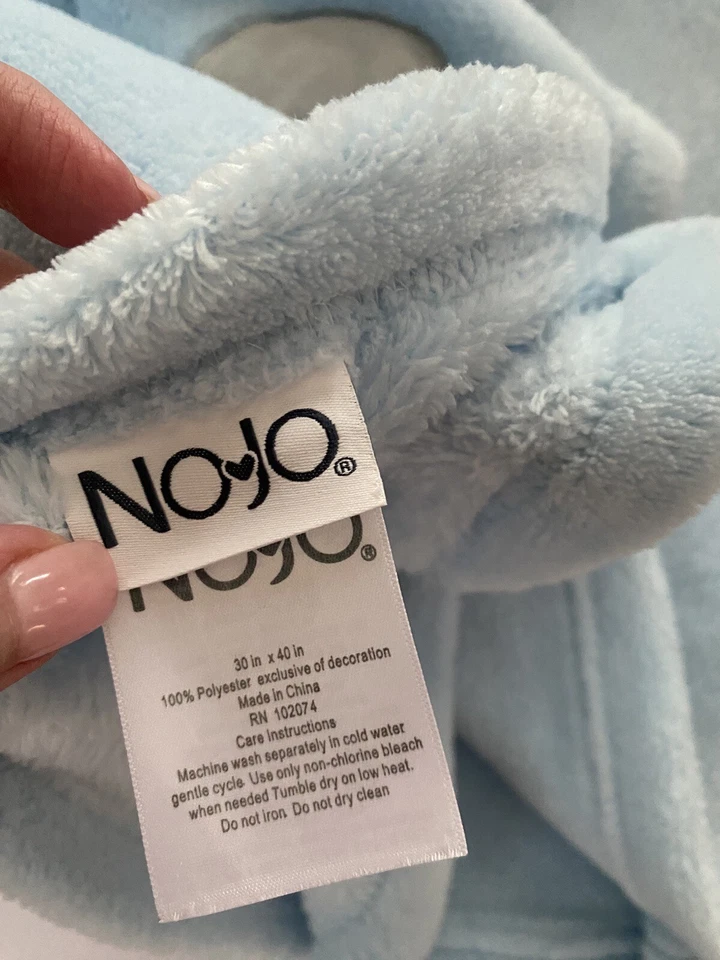 NOJO®
NOJO®
30 in x 40 in
100% Polyester exclusive of decoration
Made in China
RN 102074
Care Instructions
Machine wash separately in cold water
gentle cycle. Use only non-chlorine bleach
when needed Tumble dry on low heat.
Do not iron. Do not dry clean